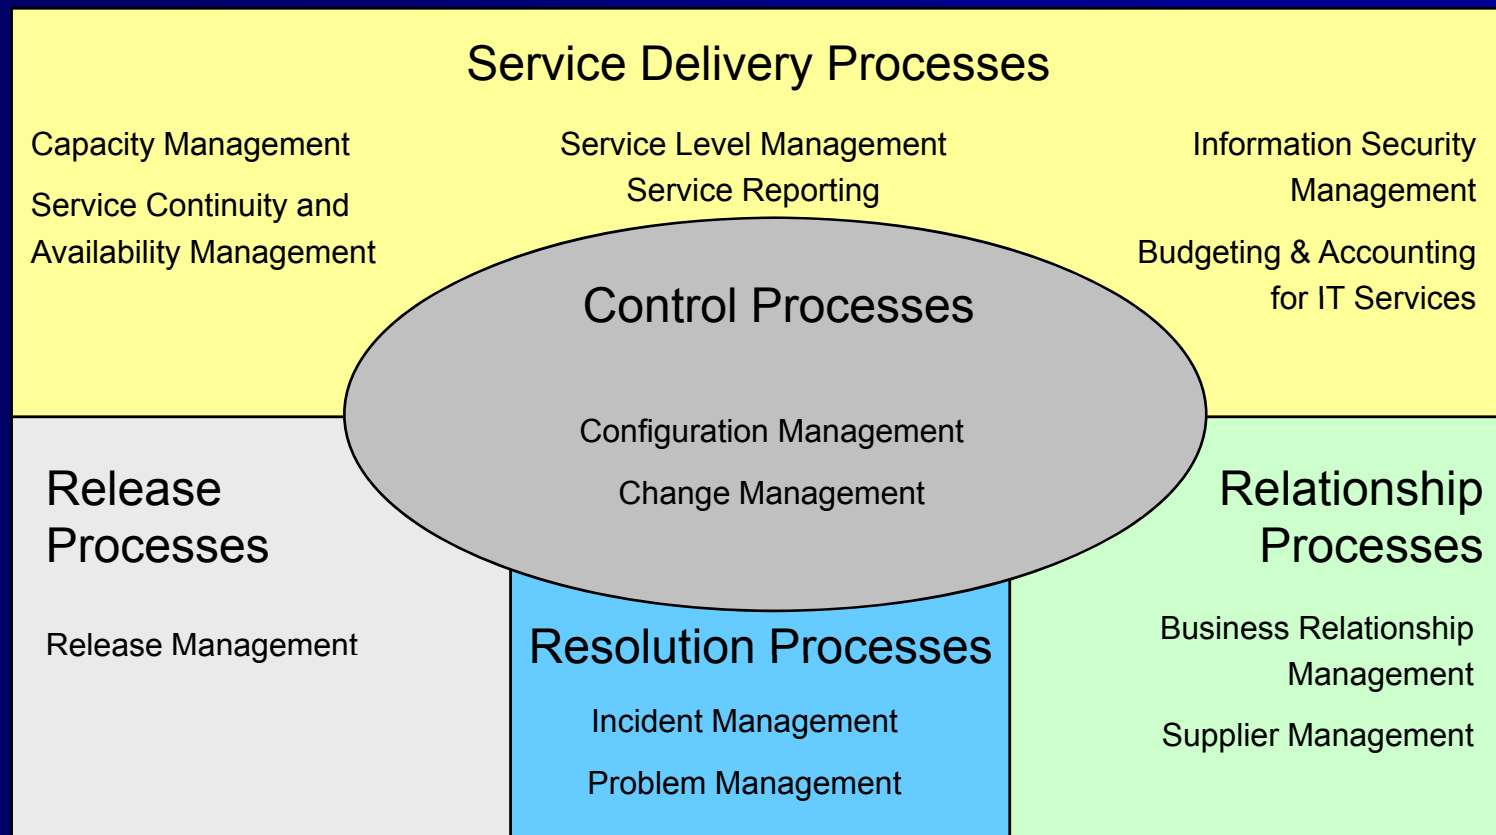 Service Delivery Processes
Capacity Management
Service Continuity and
Availability Management
Service Level Management
Service Reporting
Information Security
Management
Budgeting & Accounting
for IT Services
Control Processes
Configuration Management
Change Management
Release
Processes
Release Management
Resolution Processes
Incident Management
Problem Management
Relationship
Processes
Business Relationship
Management
Supplier Management